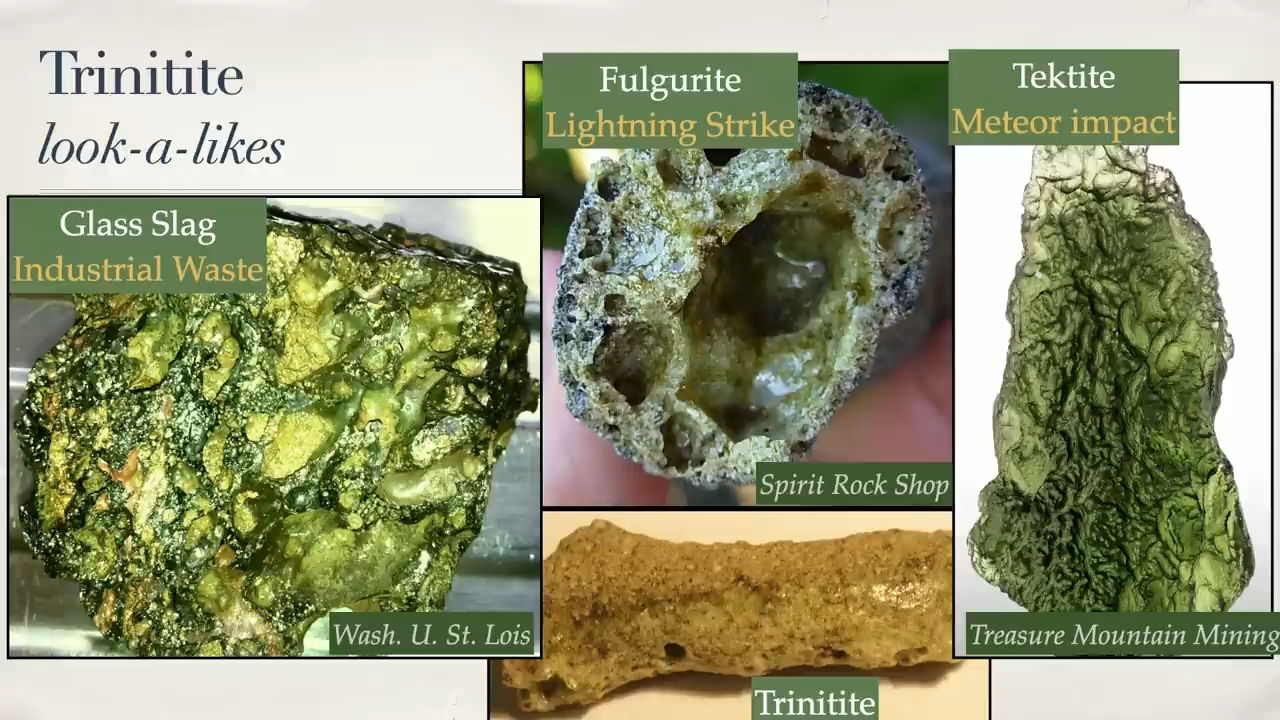 Trinitite
look-a-likes
Glass Slag
Industrial Waste
Wash. U. St. Lois
Fulgurite
Lightning Strike
Spirit Rock Shop
Tektite
Meteor impact
Treasure Mountain Mining
Trinitite